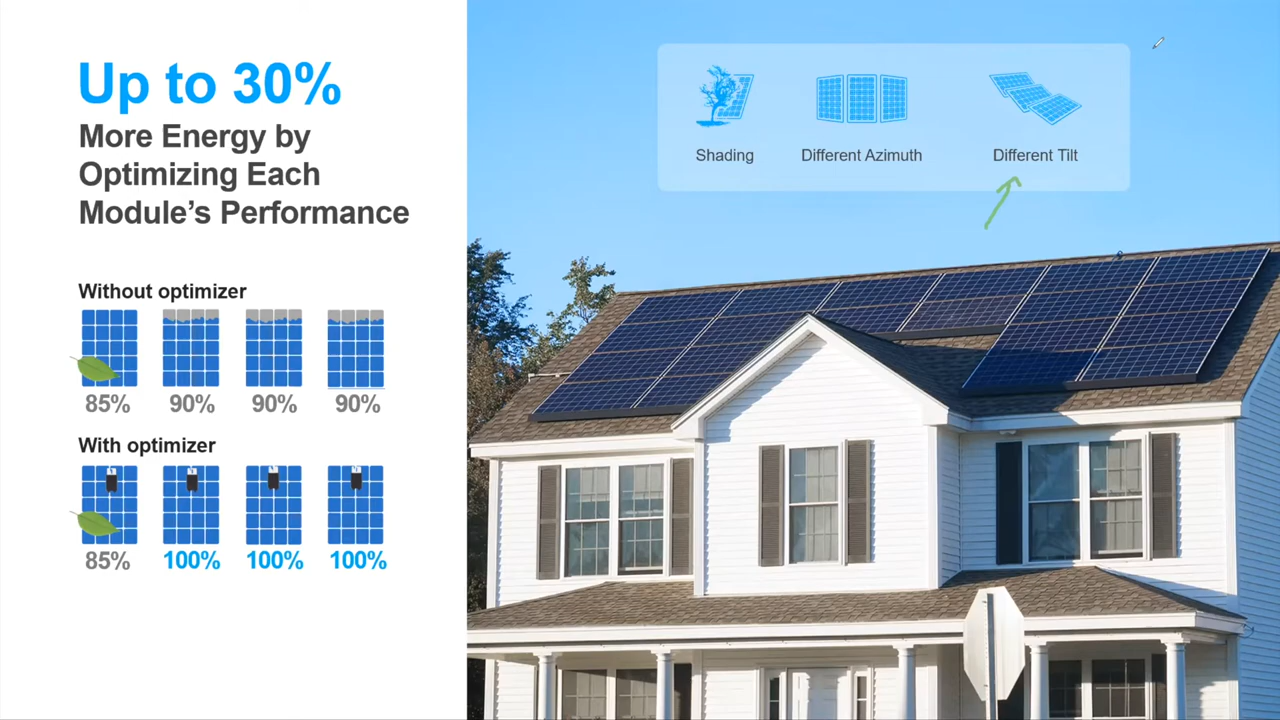 Up to 30%
More Energy by
Optimizing Each
Module's Performance
Without optimizer
85% 90% 90% 90%
With optimizer
85% 100% 100% 100%
Shading Different Azimuth Different Tilt